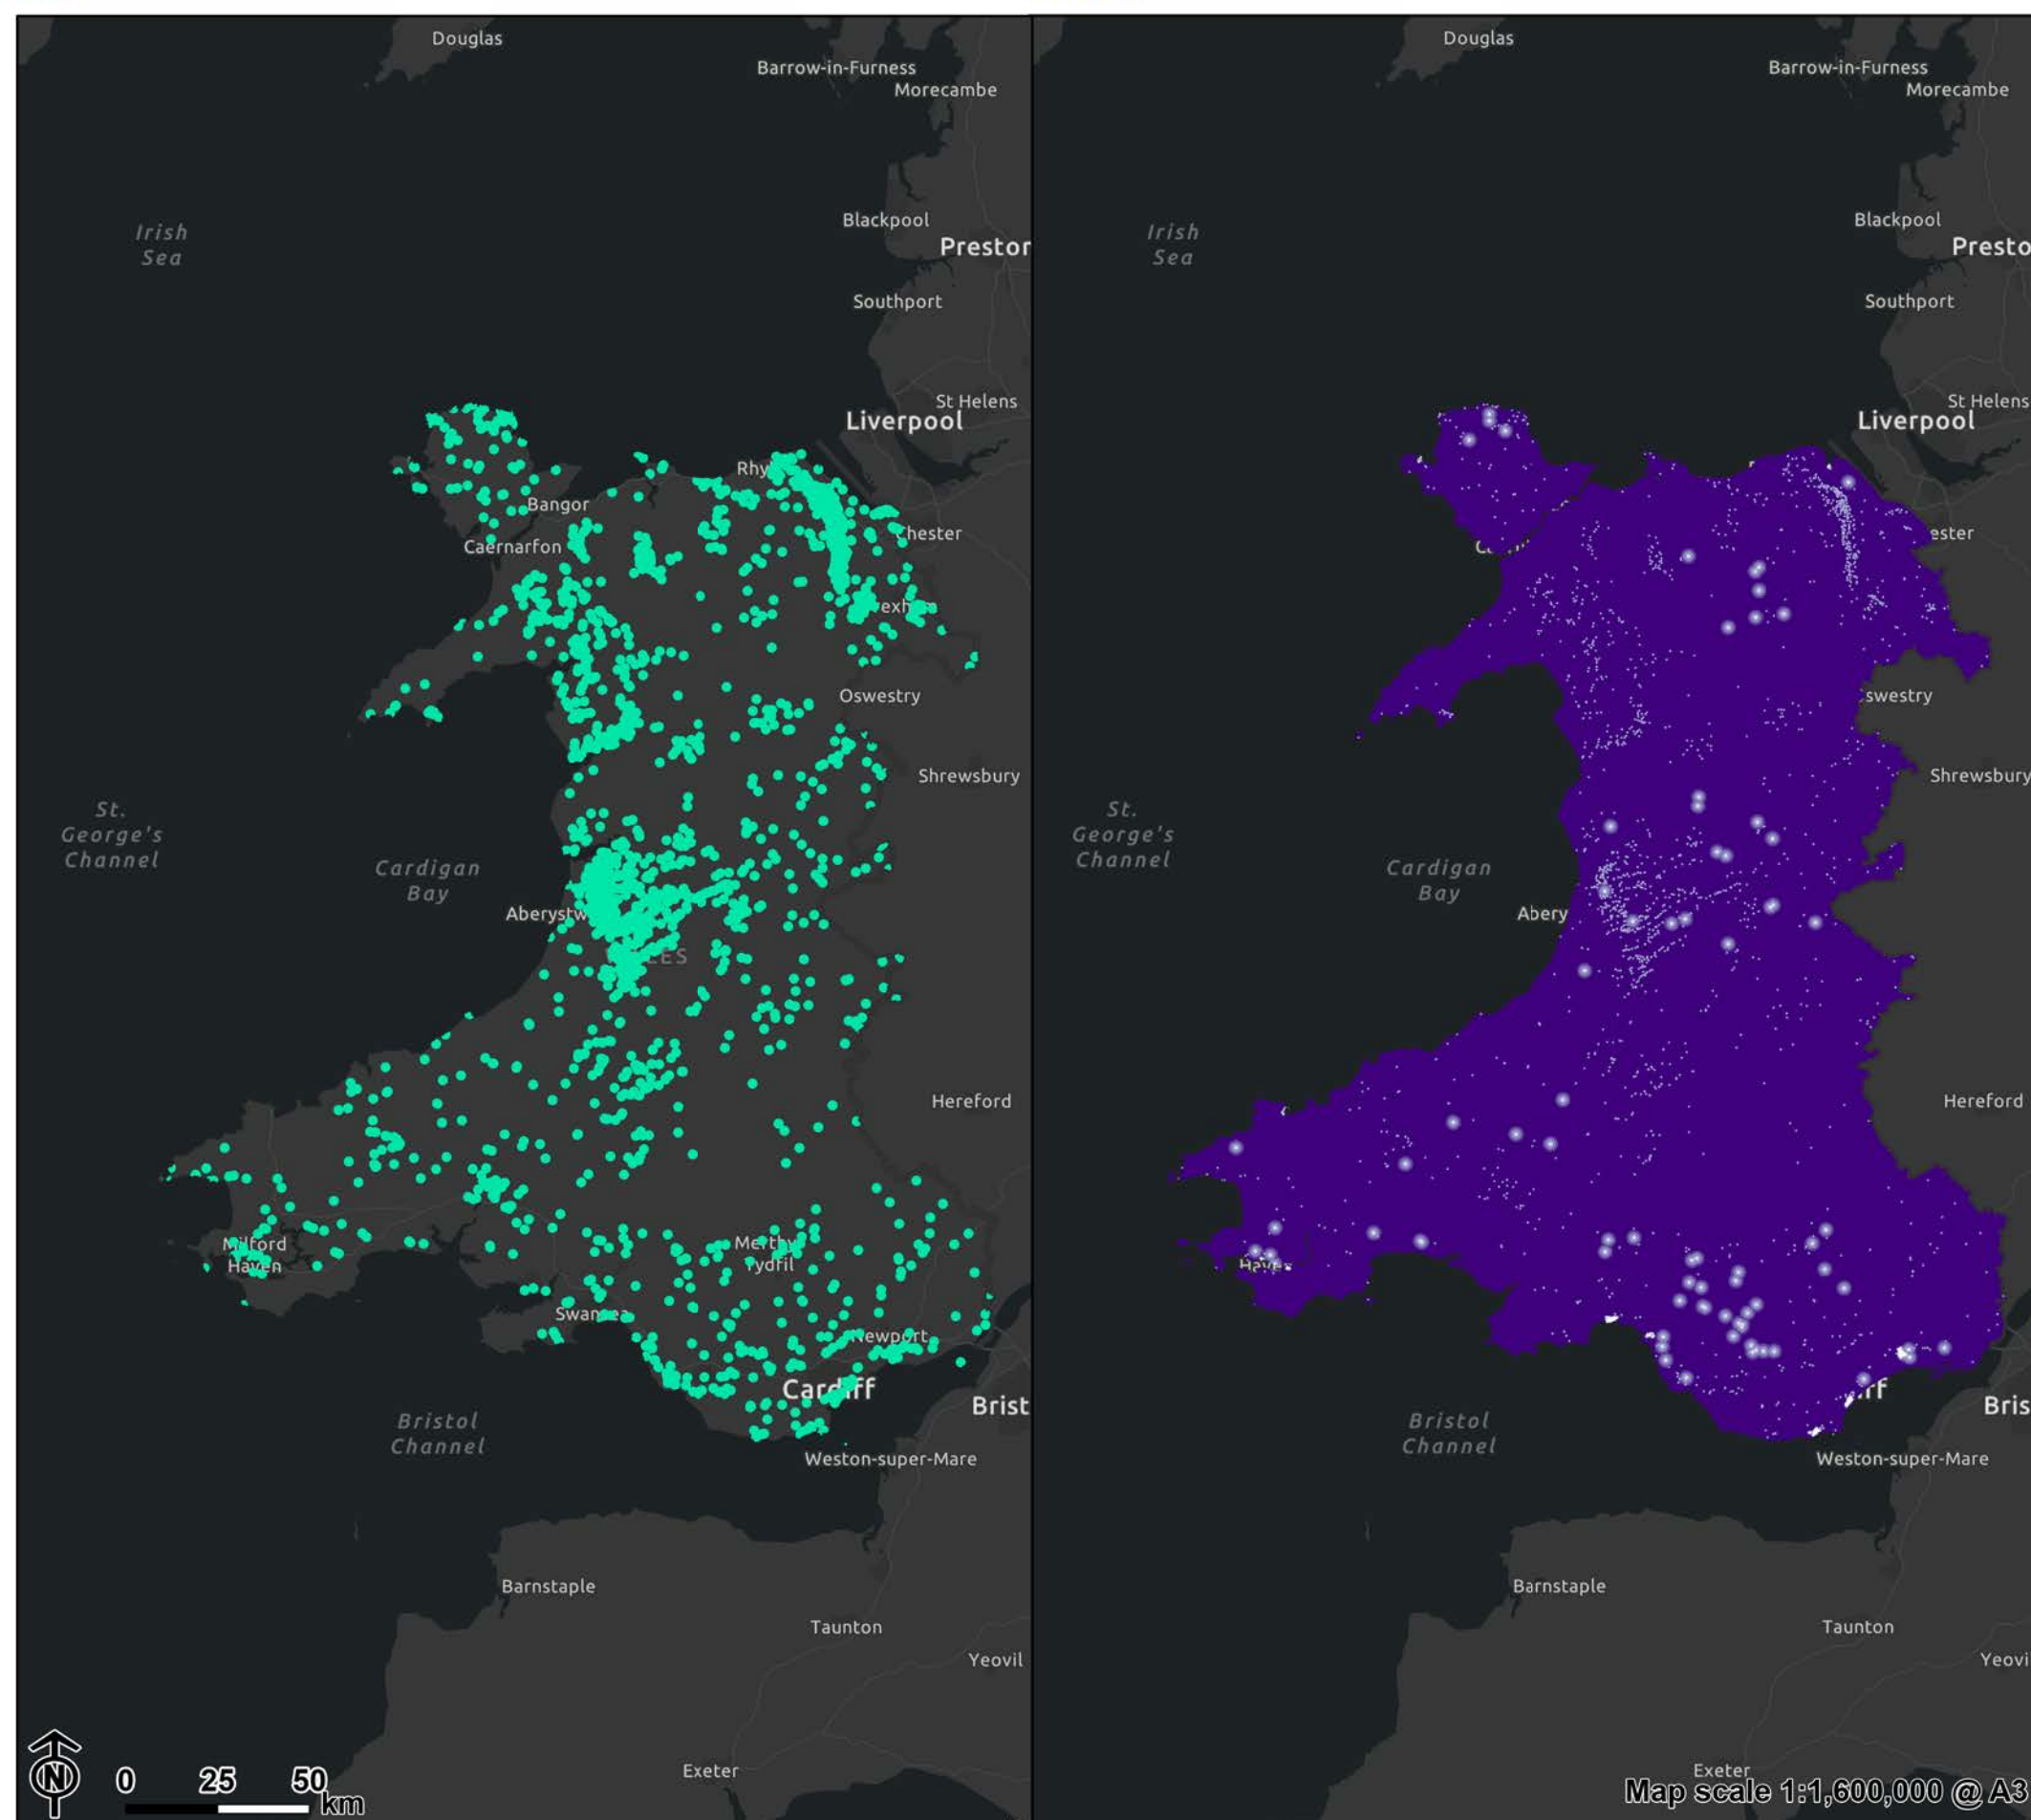 Douglas
Barrow-in-Furness
Morecambe
Irish
Sea
Blackpool
Southport
St Helens
Liverpool
Bangor
Caernarfon
Chester
Oswestry
Shrewsbury
St.
George's
Channel
Cardigan
Bay
Aberystw
Hereford
Milford
Haven
Merthy
Tydfil
Swansea
Newport
Cardiff
Brist
Bristol
Channel
Weston-super-Mare
Barnstaple
Taunton
Yeovil
Exeter
N
0 25 50
km
Douglas
Barrow-in-Furness
Morecambe
Irish
Sea
Blackpool
Presto
Southport
St Helens
Liverpool
ester
swestry
Shrewsbury
St.
George's
Channel
Cardigan
Bay
Abery
Hereford
Bris
Bristol
Channel
Weston-super-Mare
Barnstaple
Taunton
Yeovi
Exeter
Map scale 1:1,600,000 @ A3